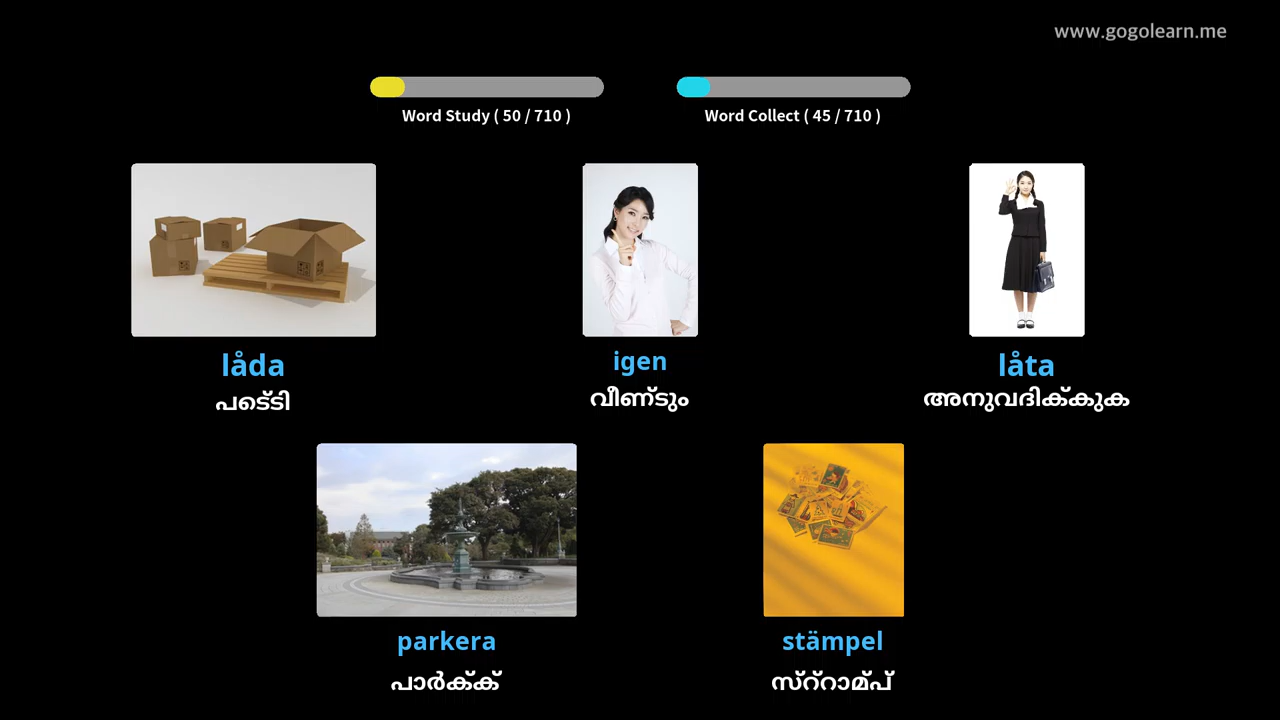 www.gogolearn.me
Word Study ( 50 / 710 )
Word Collect ( 45 / 710 )
låda
igen
låta
പെട്ടി
വീണ്ടും
അനുവദിക്കുക
parkera
stämpel
പാർക്ക്
സ്റ്റാമ്പ്